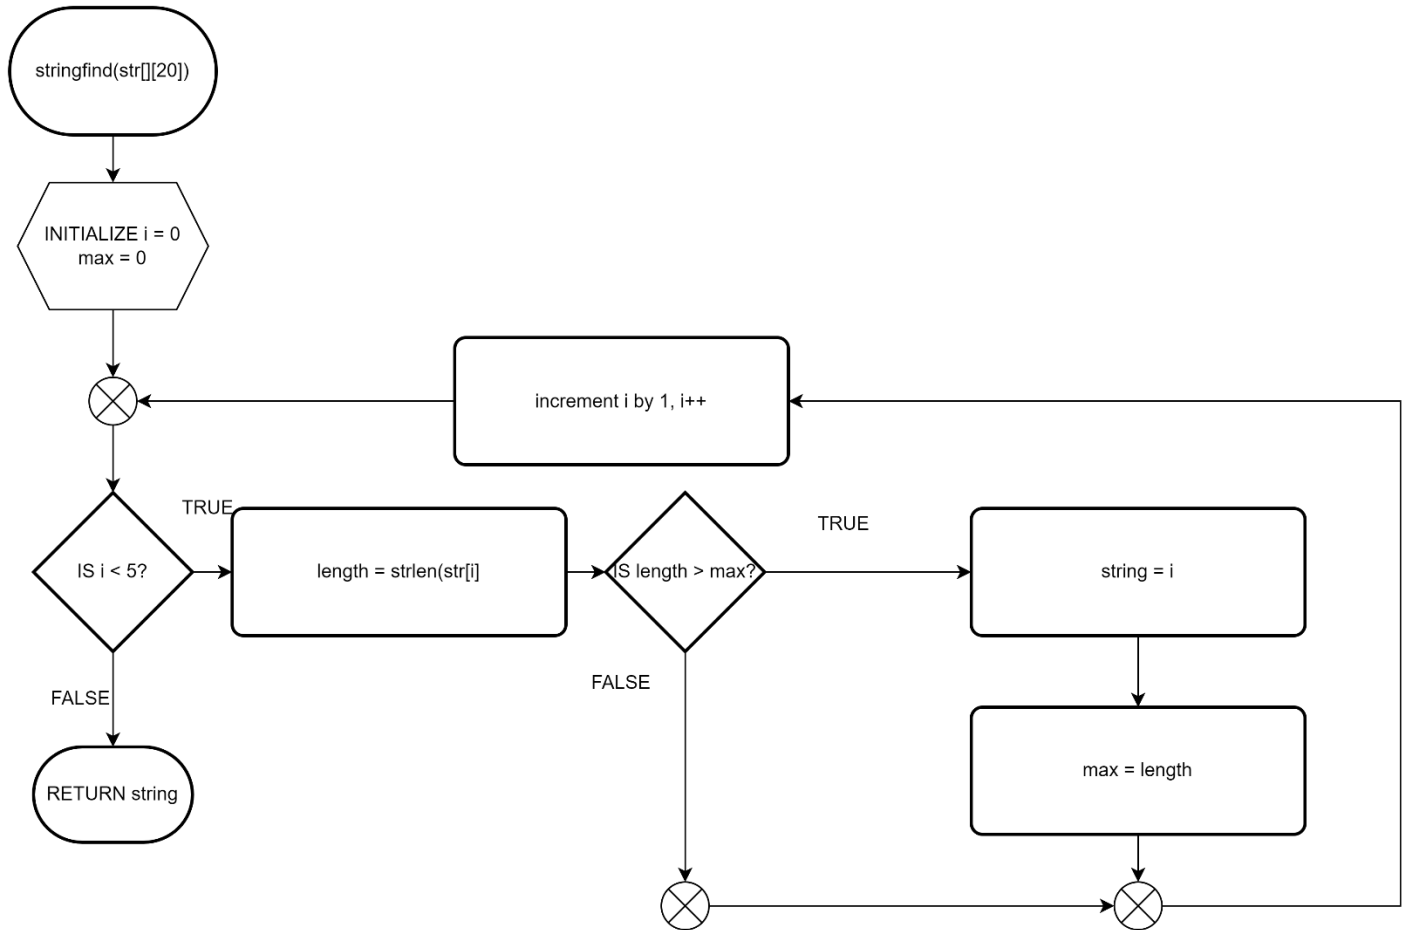 stringfind(str[][20])
INITIALIZE i = 0
max = 0
increment i by 1, i++
IS i < 5?
TRUE
length = strlen(str[i]
IS length > max?
TRUE
string = i
FALSE
RETURN string
FALSE
max = length